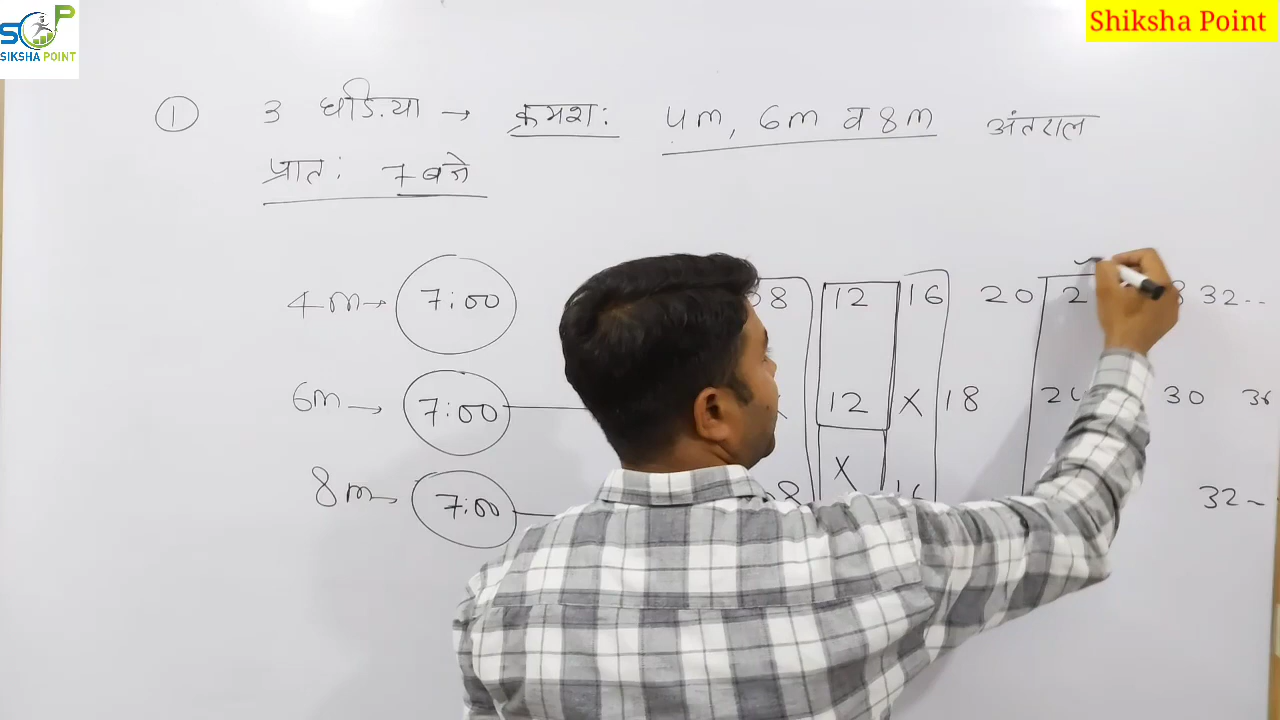 SIKSHA POINT
Shiksha Point
① 3 घडि.या → क्रमश: 4m, 6m व 8m अंतराल
प्रात: 7 बजे
4m → 7:00 8 12 16 20 32--
6m → 7:00 12 X 18 30 36
8m → 7:00 X 32 ~